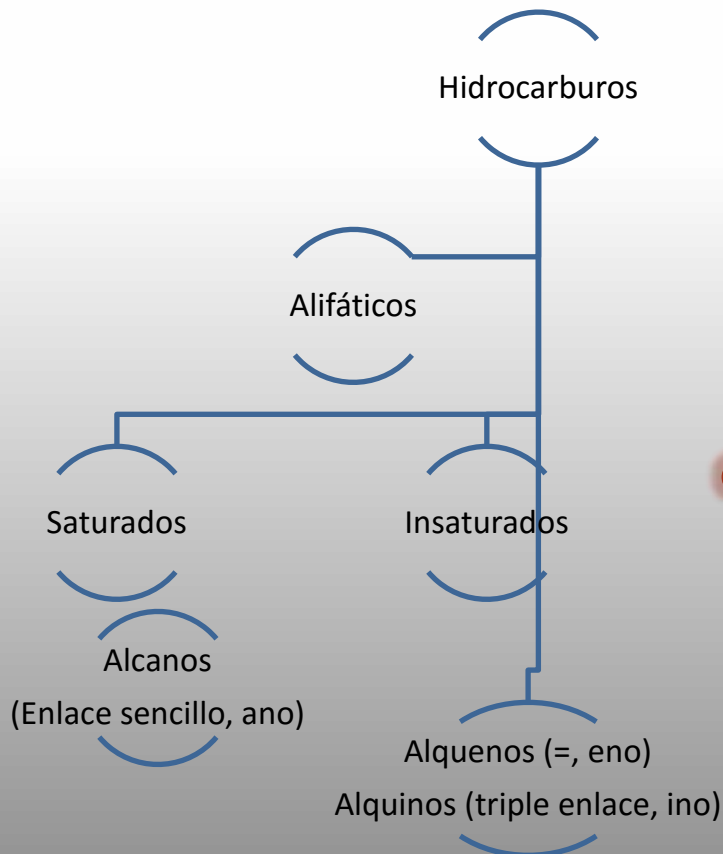 Hidrocarburos
Alifáticos
Saturados
Insaturados
Alcanos
(Enlace sencillo, ano)
Alquenos (=, eno)
Alquinos (triple enlace, ino)